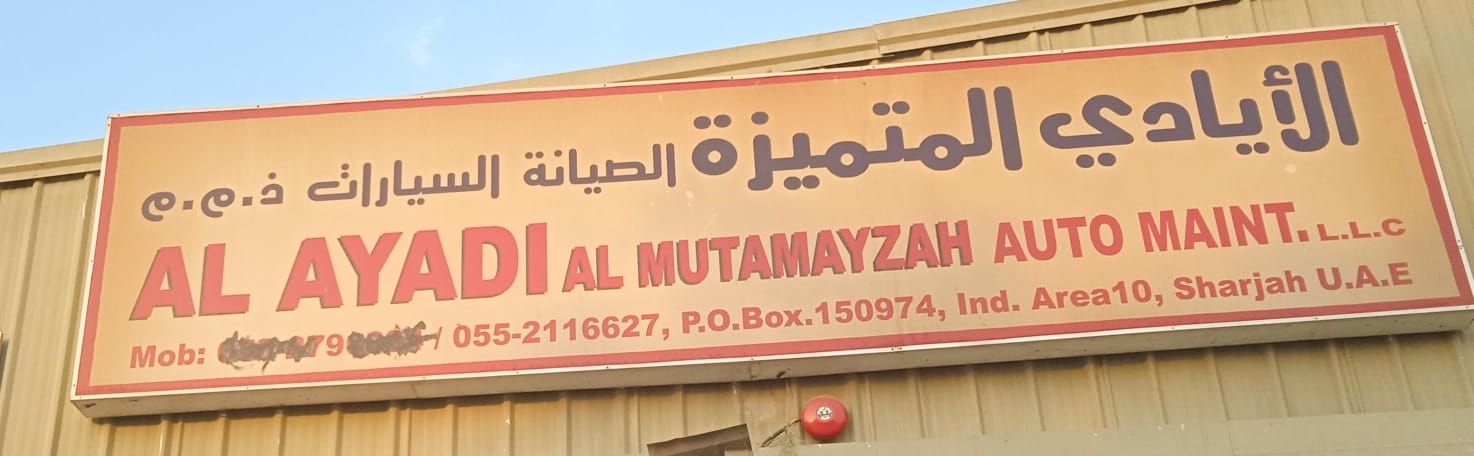 الأيادي المتميزة الصيانة السيارات ذ.م.م
AL AYADI AL MUTAMAYZAH AUTO MAINT. L.L.C
Mob: / 055-2116627, P.O.Box.150974, Ind. Area10, Sharjah U.A.E